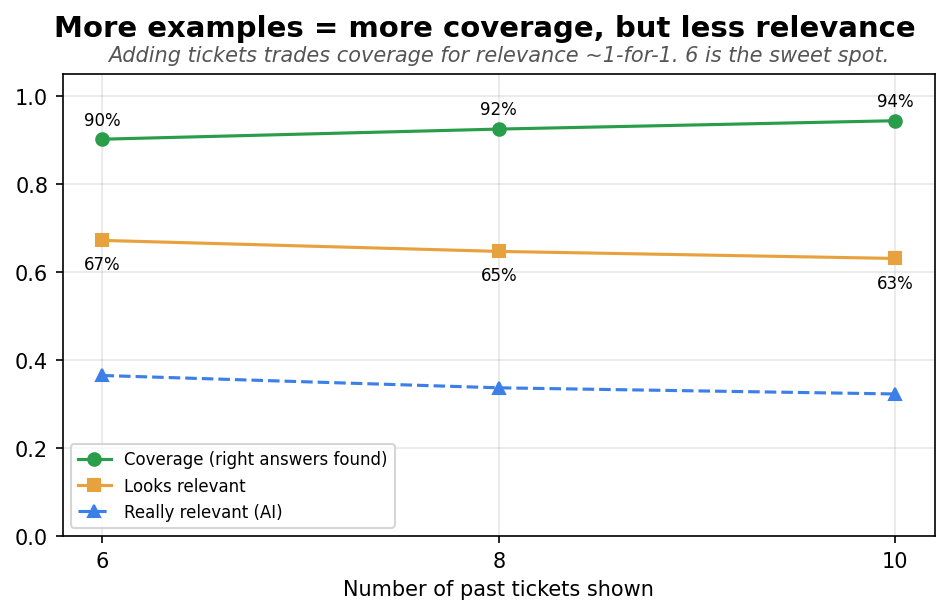 More examples = more coverage, but less relevance
Adding tickets trades coverage for relevance ~1-for-1. 6 is the sweet spot.
1.0
0.8
0.6
0.4
0.2
0.0
90%
92%
94%
67%
65%
63%
Coverage (right answers found)
Looks relevant
Really relevant (AI)
6
8
10
Number of past tickets shown